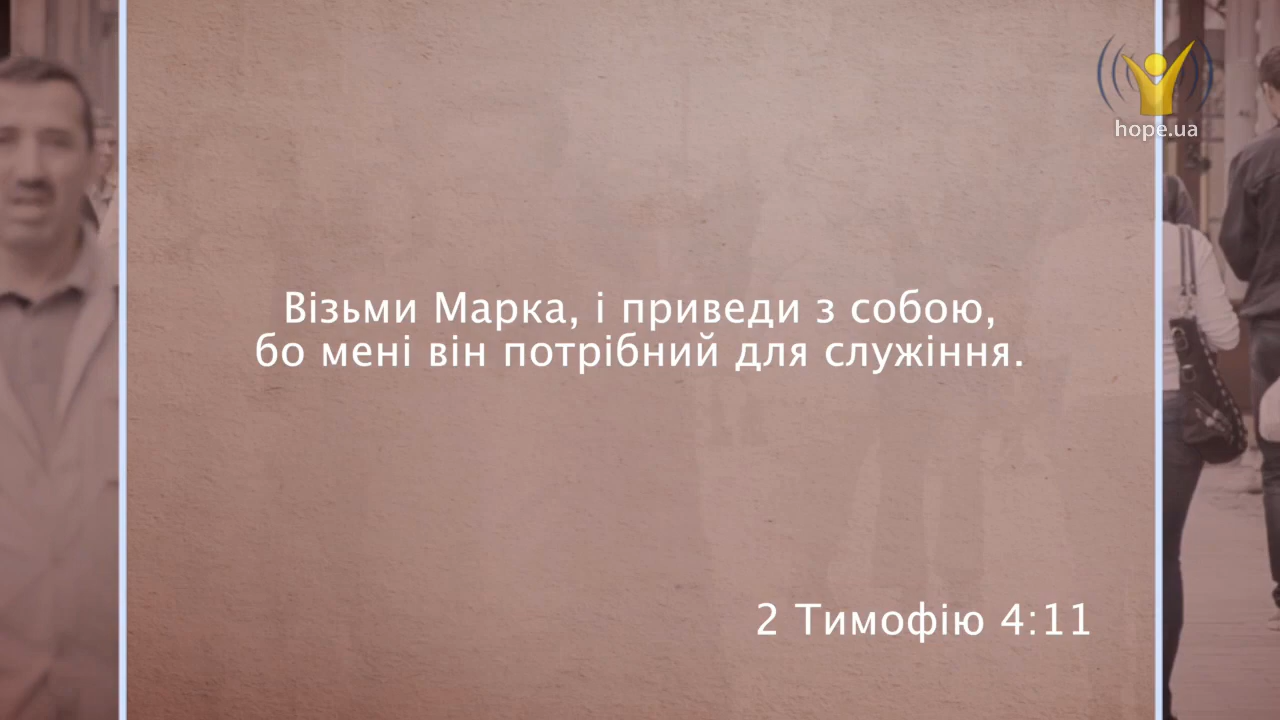 hope.ua
Візьми Марка, і приведи з собою,
бо мені він потрібний для служіння.
2 Тимофію 4:11